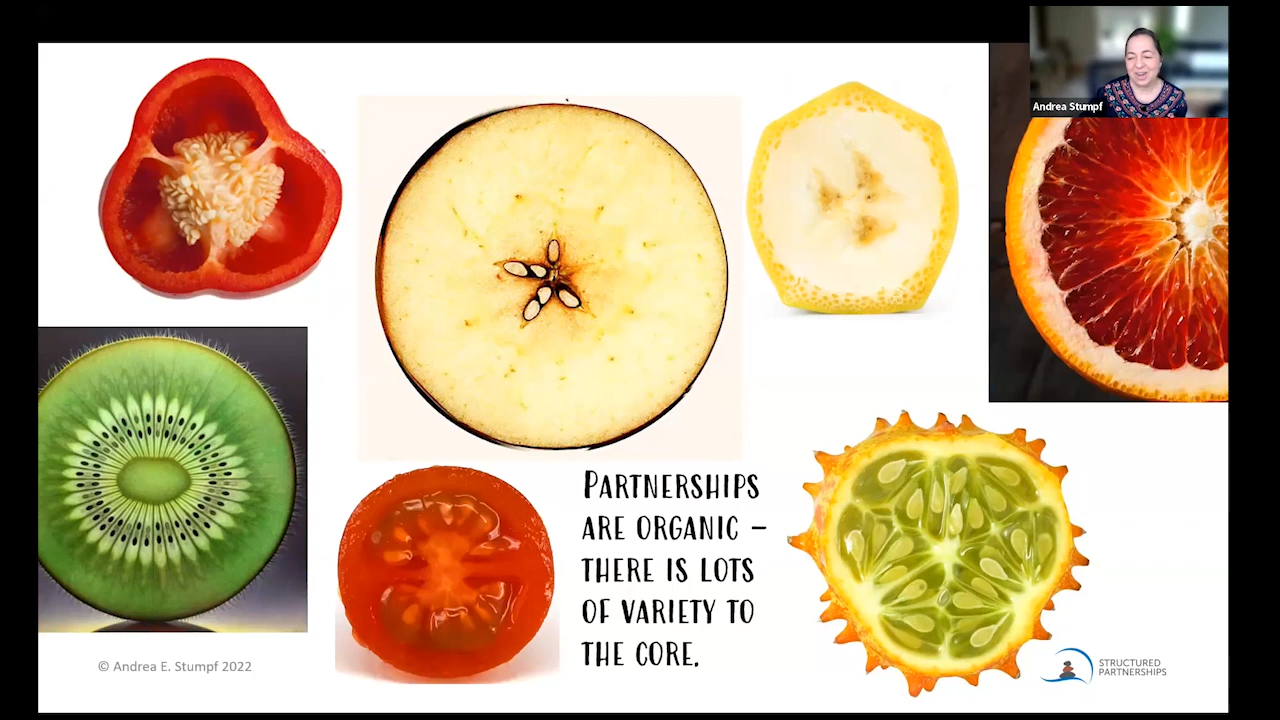 Andrea Stumpf
PARTNERSHIPS
ARE ORGANIC –
THERE IS LOTS
OF VARIETY TO
THE CORE.
© Andrea E. Stumpf 2022
STRUCTURED
PARTNERSHIPS